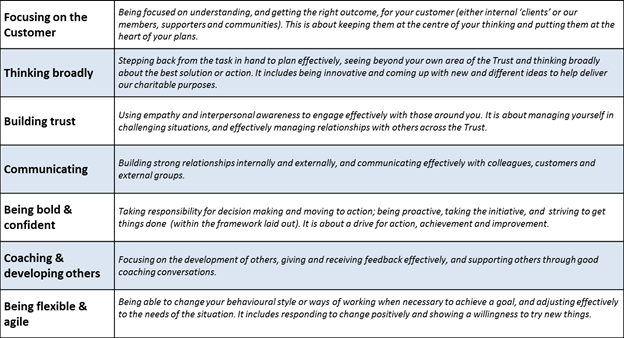 Focusing on the
Customer
Being focused on understanding, and getting the right outcome, for your customer (either internal ‘clients’ or our
members, supporters and communities). This is about keeping them at the centre of your thinking and putting them at the
heart of your plans.
Thinking broadly
Stepping back from the task in hand to plan effectively, seeing beyond your own area of the Trust and thinking broadly
about the best solution or action. It includes being innovative and coming up with new and different ideas to help deliver
our charitable purposes.
Building trust
Using empathy and interpersonal awareness to engage effectively with those around you. It is about managing yourself in
challenging situations, and effectively managing relationships with others across the Trust.
Communicating
Building strong relationships internally and externally, and communicating effectively with colleagues, customers and
external groups.
Being bold &
confident
Taking responsibility for decision making and moving to action; being proactive, taking the initiative, and striving to get
things done (within the framework laid out). It is about a drive for action, achievement and improvement.
Coaching &
developing others
Focusing on the development of others, giving and receiving feedback effectively, and supporting others through good
coaching conversations.
Being flexible &
agile
Being able to change your behavioural style or ways of working when necessary to achieve a goal, and adjusting effectively
to the needs of the situation. It includes responding to change positively and showing a willingness to try new things.